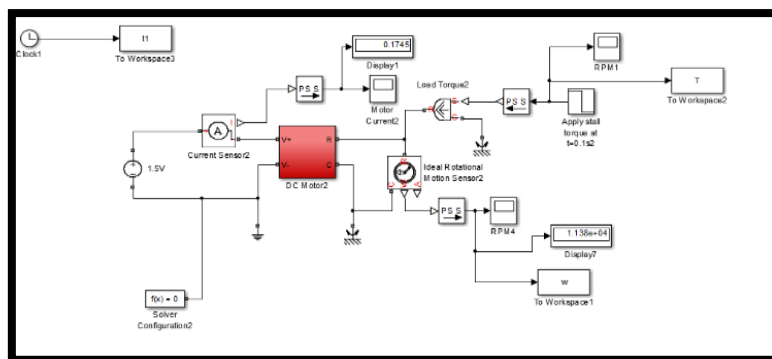 Clock1
t1
To Workspace3
0.1745
Display1
PS S
Motor
Current2
Load Torque2
RPM1
T
To Workspace2
PS S
Apply stall
torque at
t=0.1s2
A
I
Current Sensor2
1.5V
V+
V-
R
C
DC Motor2
Ideal Rotational
Motion Sensor2
PS S
RPM4
1.138e+04
Display7
w
To Workspace1
f(x) = 0
Solver
Configuration2